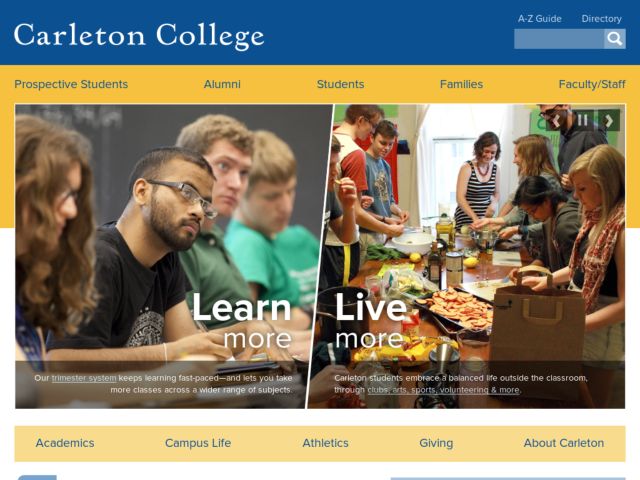 A-Z Guide Directory
Carleton College
Prospective Students Alumni Students Families Faculty/Staff
Learn
more
Our trimester system keeps learning fast-paced—and lets you take
more classes across a wider range of subjects.
Live
more
Carleton students embrace a balanced life outside the classroom,
through clubs, arts, sports, volunteering & more.
Academics Campus Life Athletics Giving About Carleton